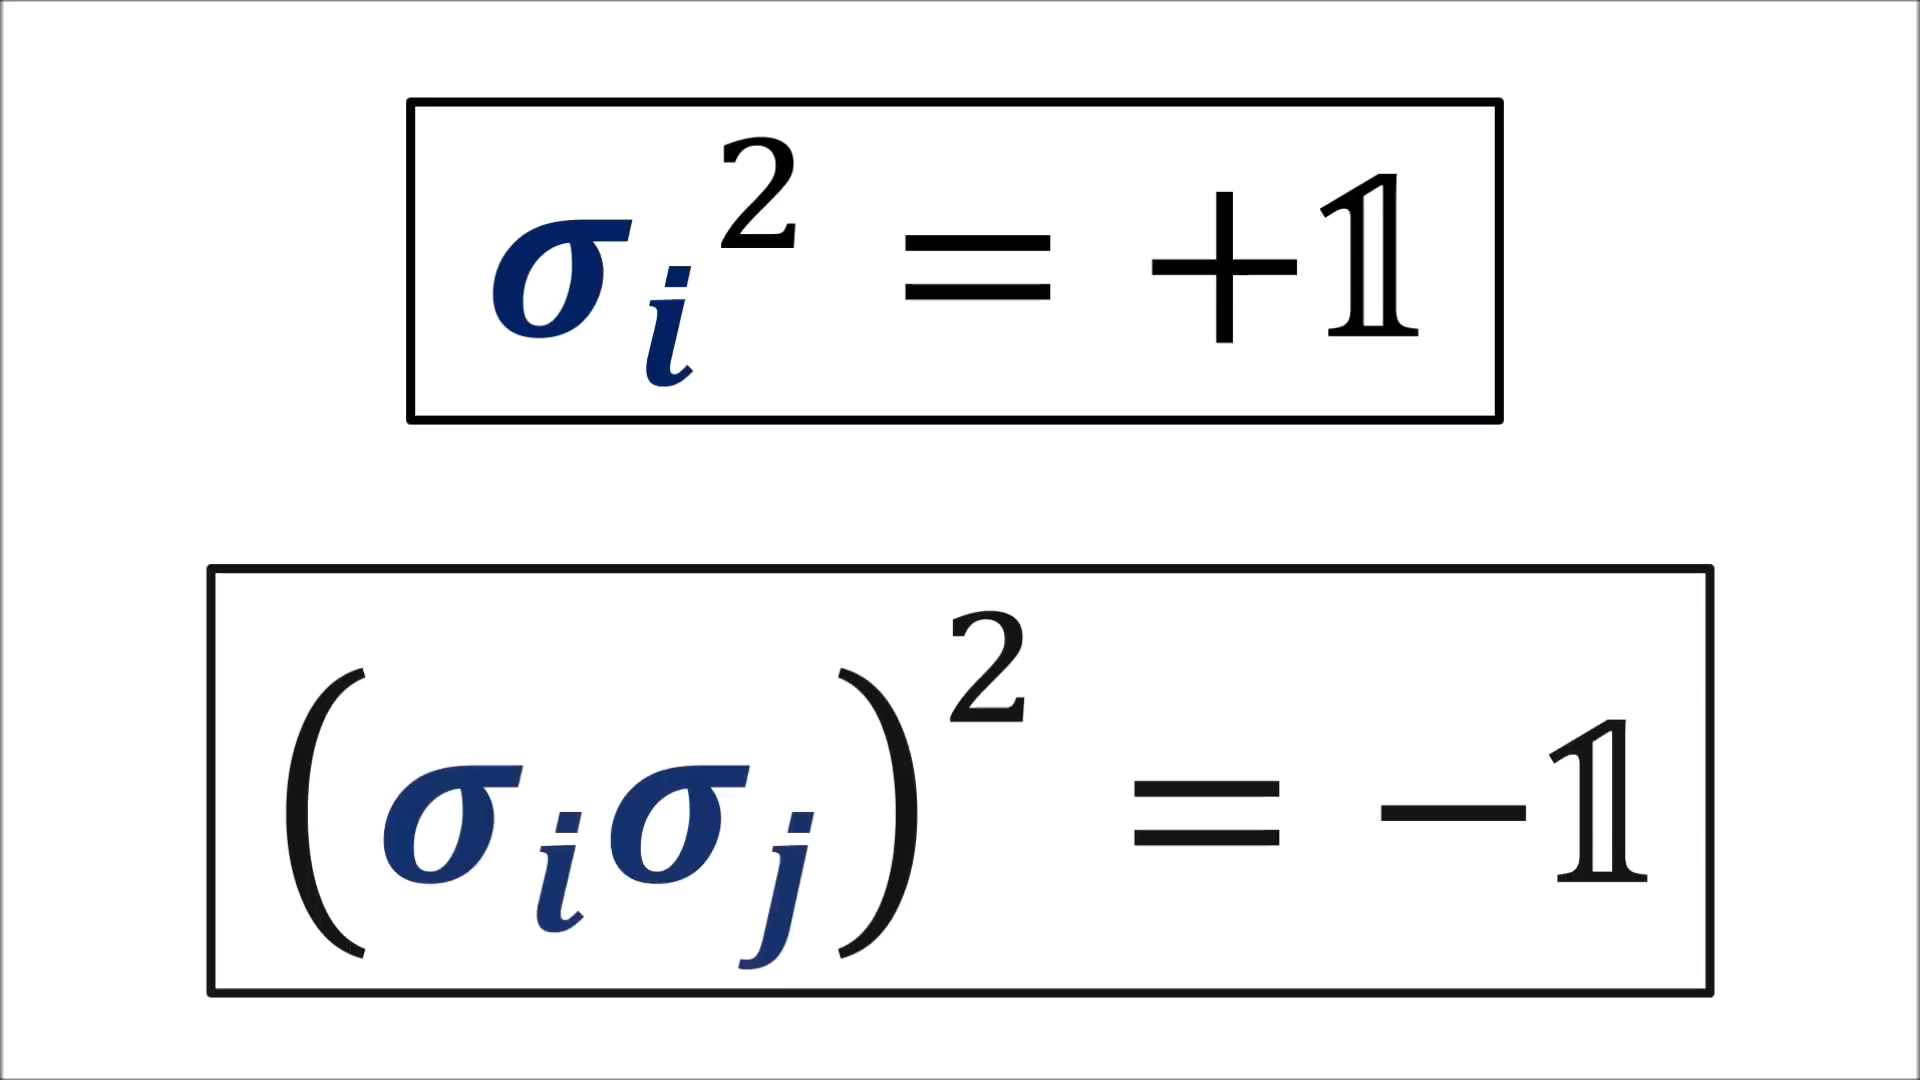 σᵢ² = +𝟙
(σᵢσⱼ)² = −𝟙